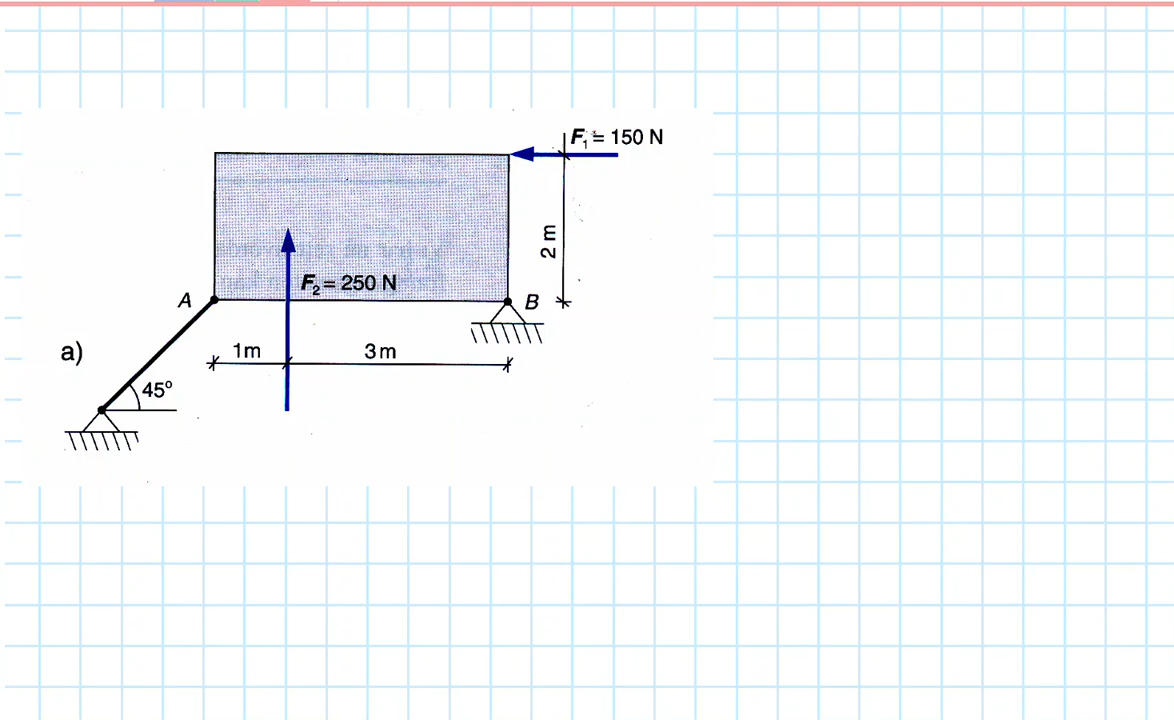 F₁ = 150 N
2 m
F₂ = 250 N
A
B
a)
1m
3m
45°